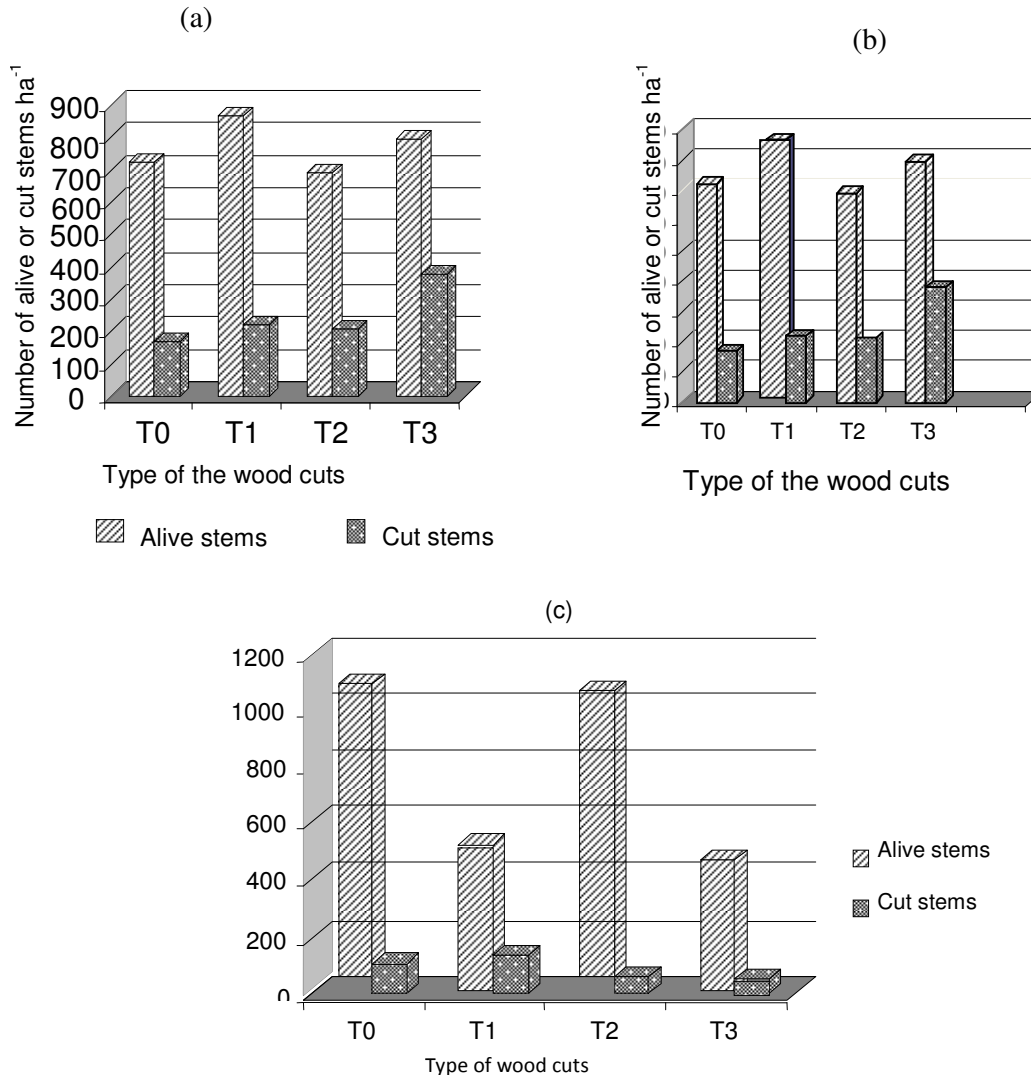 (a)
Number of alive or cut stems ha-1
900
800
700
600
500
400
300
200
100
0
T0 T1 T2 T3
Type of the wood cuts
Alive stems Cut stems
(b)
Number of alive or cut stems ha-1
T0 T1 T2 T3
Type of the wood cuts
(c)
1200
1000
800
600
400
200
0
T0 T1 T2 T3
Type of wood cuts
Alive stems
Cut stems